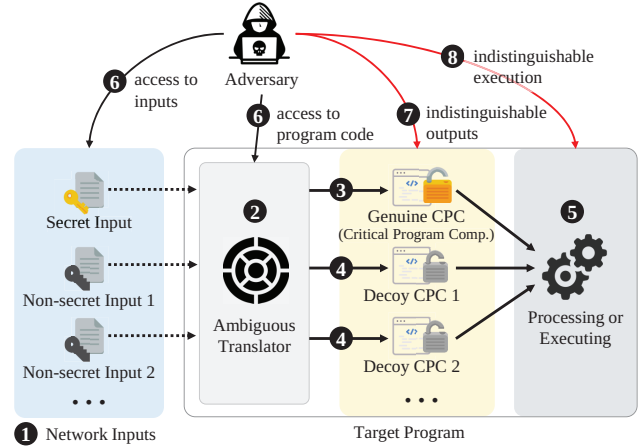 Adversary
8 indistinguishable
execution
6 access to
inputs
6 access to
program code
7 indistinguishable
outputs
Secret Input
Non-secret Input 1
Non-secret Input 2
...
1 Network Inputs
2
Ambiguous
Translator
3
4
4
</>
Genuine CPC
(Critical Program Comp.)
</>
Decoy CPC 1
</>
Decoy CPC 2
...
5
Processing or
Executing
Target Program